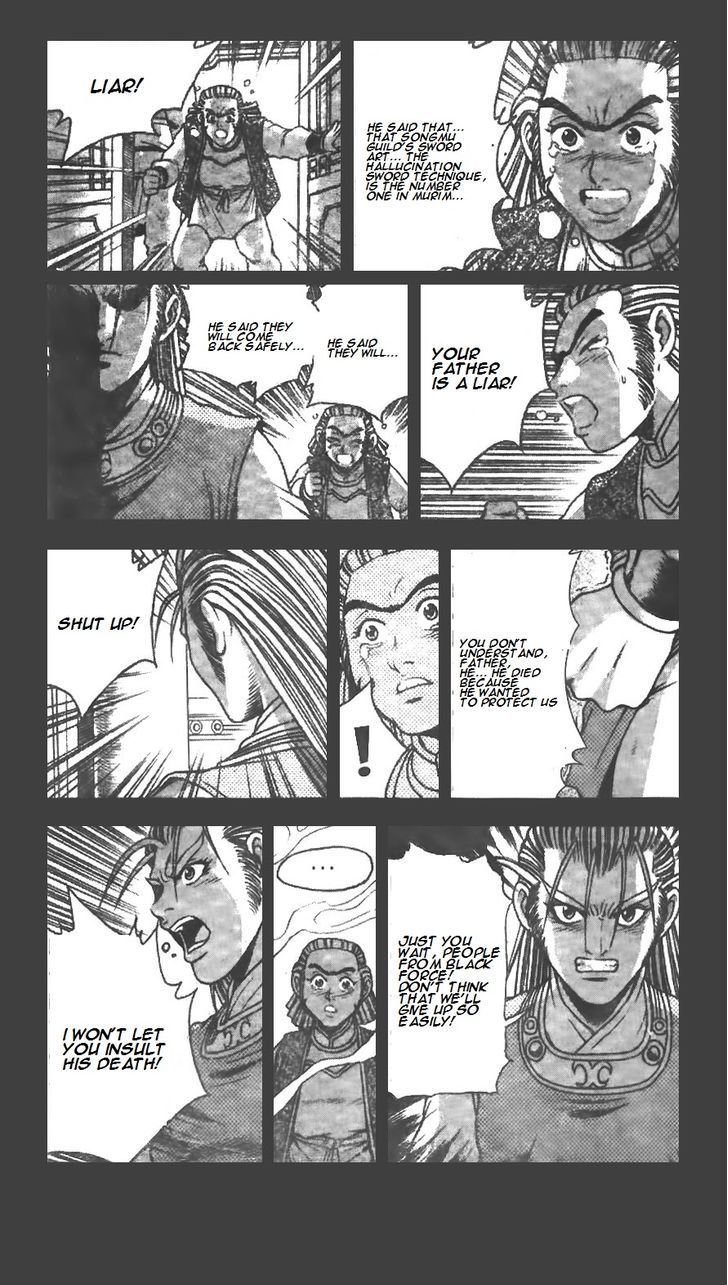 LIAR!
HE SAID THAT...
THAT SONGMU
GUILD'S SWORD
ART... THE
HALLUCINATION
SWORD TECHNIQUE,
IS THE NUMBER
ONE IN MURIM...
HE SAID THEY
WILL COME
BACK SAFELY...
HE SAID
THEY WILL...
YOUR
FATHER
IS A LIAR!
SHUT UP!
!
YOU DON'T
UNDERSTAND,
FATHER,
HE... HE DIED
BECAUSE
HE WANTED
TO PROTECT US
I WON'T LET
YOU INSULT
HIS DEATH!
...
JUST YOU
WAIT, PEOPLE
FROM BLACK
FORCE!
DON'T THINK
THAT WE'LL
GIVE UP SO
EASILY!